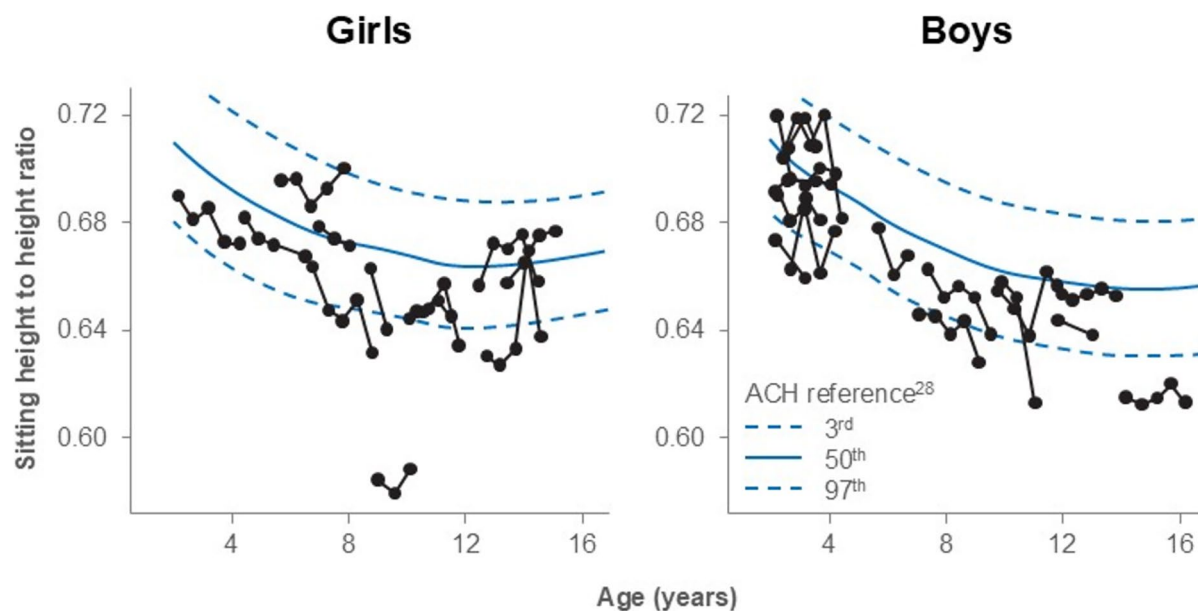 Girls
Boys
Sitting height to height ratio
0.72
0.68
0.64
0.60
4
8
12
16
0.72
0.68
0.64
0.60
ACH reference²⁸
3ʳᵈ
50ᵗʰ
97ᵗʰ
4
8
12
16
Age (years)